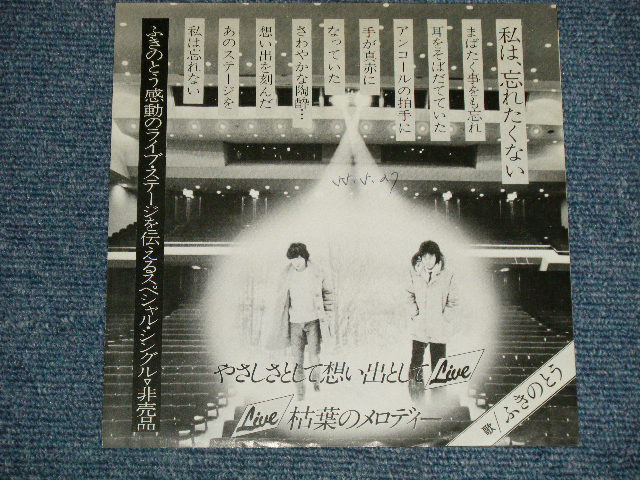 私は、忘れたくない
まばたく事をも忘れ
耳をそばだてていた
アンコールの拍手に
手が真赤に
なっていた
さわやかな陶酔…
想い出を刻んだ
あのステージを
私は忘れない
ふきのとう感動のライブ・ステージを伝えるスペシャル・シングル▽非売品
55.5.27
やさしさとして想い出として Live
Live 枯葉のメロディー
歌/ふきのとう